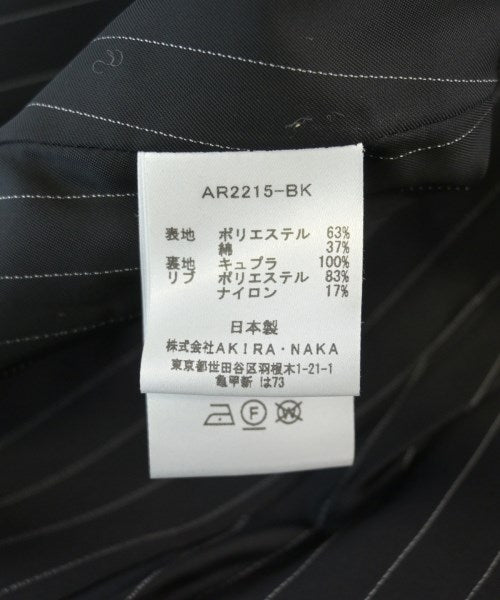 AR2215-BK
表地 ポリエステル 63%
綿 37%
裏地 キュプラ 100%
リブ ポリエステル 83%
ナイロン 17%
日本製
株式会社AKIRA・NAKA
東京都世田谷区羽根木1-21-1
亀甲新 は73
F
W